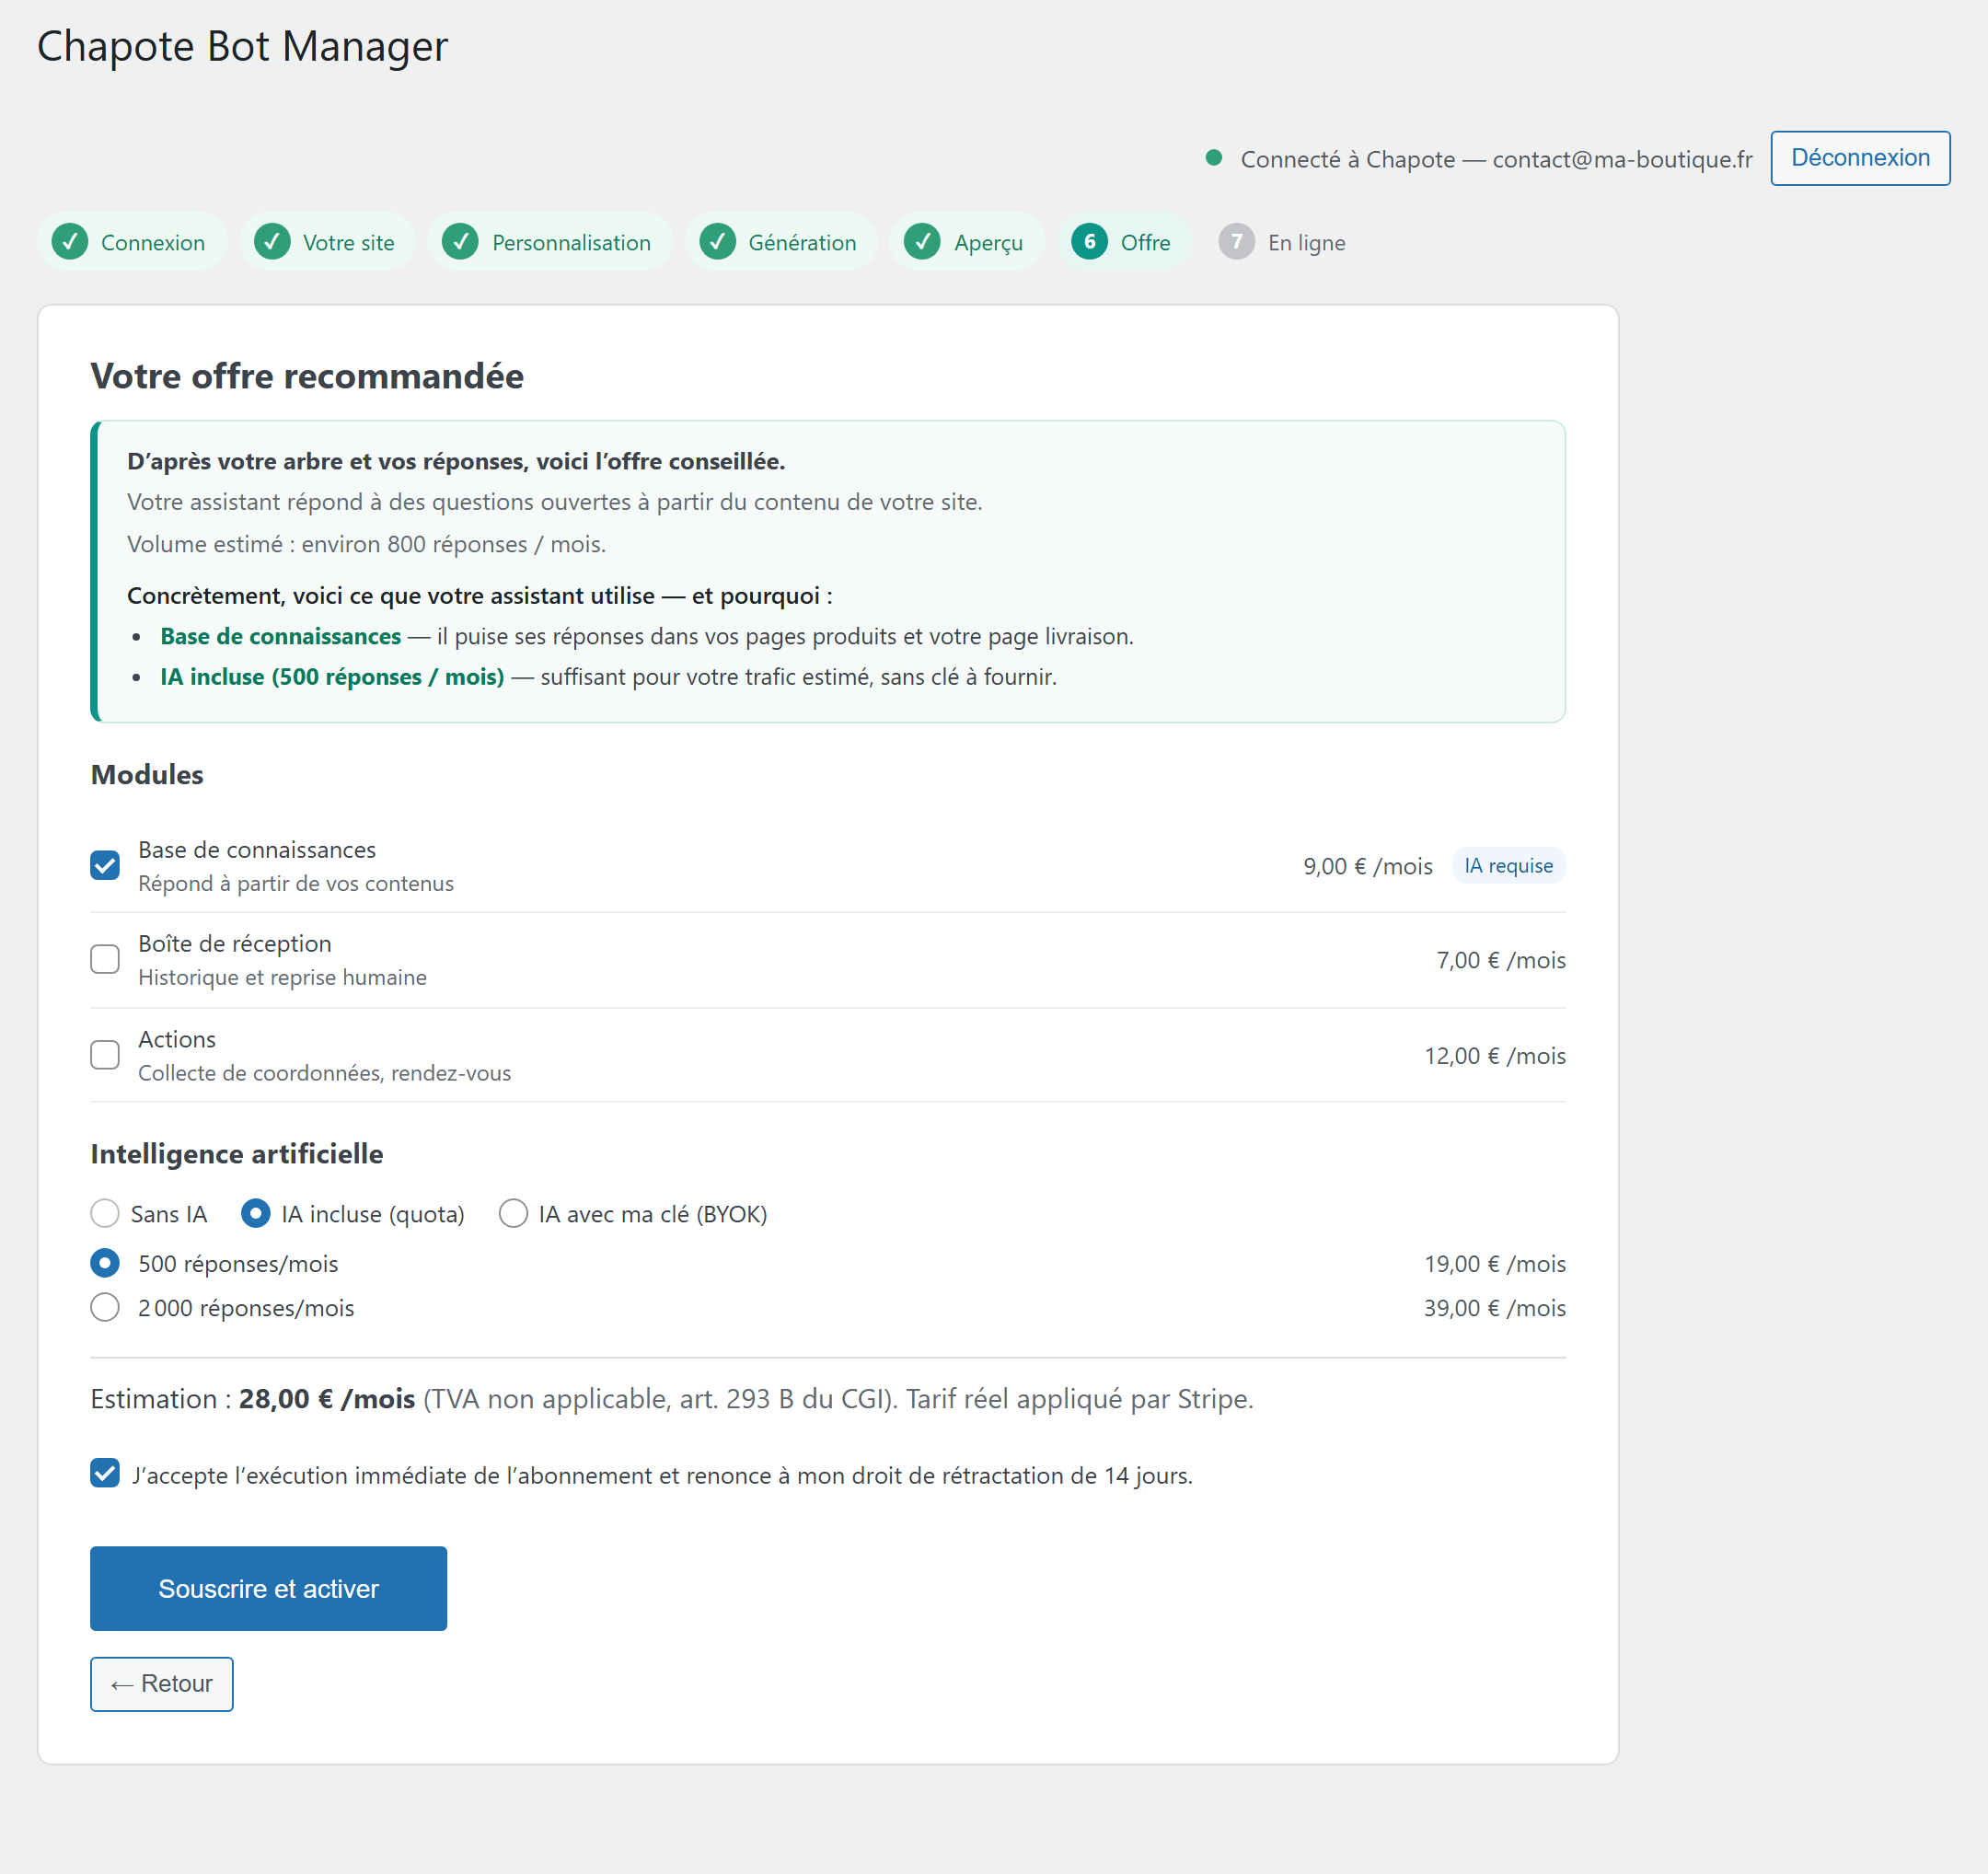 Chapote Bot Manager
Connecté à Chapote — contact@ma-boutique.fr
Déconnexion
Connexion
Votre site
Personnalisation
Génération
Aperçu
6 Offre
7 En ligne
Votre offre recommandée
D’après votre arbre et vos réponses, voici l’offre conseillée.
Votre assistant répond à des questions ouvertes à partir du contenu de votre site.
Volume estimé : environ 800 réponses / mois.
Concrètement, voici ce que votre assistant utilise — et pourquoi :
• Base de connaissances — il puise ses réponses dans vos pages produits et votre page livraison.
• IA incluse (500 réponses / mois) — suffisant pour votre trafic estimé, sans clé à fournir.
Modules
Base de connaissances
Répond à partir de vos contenus
9,00 € /mois IA requise
Boîte de réception
Historique et reprise humaine
7,00 € /mois
Actions
Collecte de coordonnées, rendez-vous
12,00 € /mois
Intelligence artificielle
Sans IA IA incluse (quota) IA avec ma clé (BYOK)
500 réponses/mois 19,00 € /mois
2 000 réponses/mois 39,00 € /mois
Estimation : 28,00 € /mois (TVA non applicable, art. 293 B du CGI). Tarif réel appliqué par Stripe.
J’accepte l’exécution immédiate de l’abonnement et renonce à mon droit de rétractation de 14 jours.
Souscrire et activer
← Retour